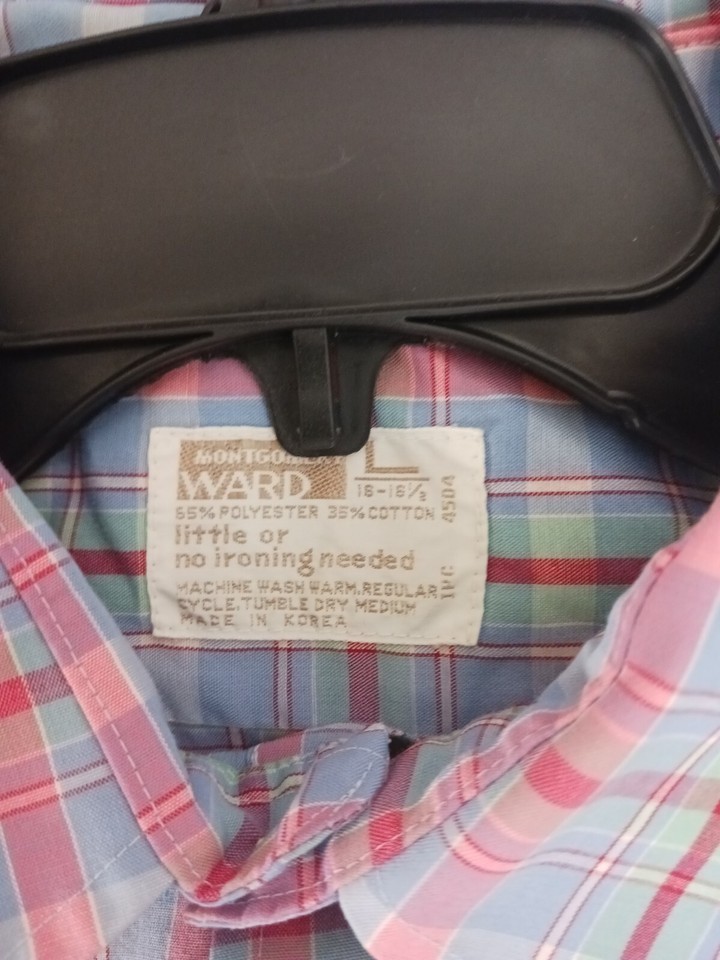 MONTGOMERY
WARD
L
16-16½
65% POLYESTER 35% COTTON
little or
no ironing needed
MACHINE WASH WARM. REGULAR
CYCLE. TUMBLE DRY MEDIUM
MADE IN KOREA
4504